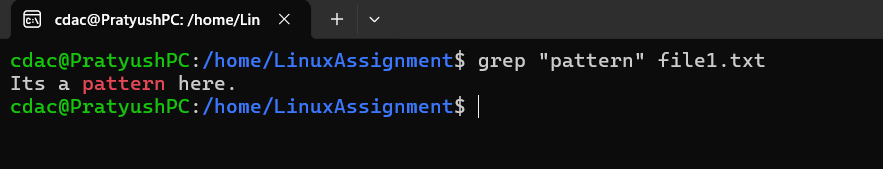 cdac@PratyushPC: /home/Lin
cdac@PratyushPC:/home/LinuxAssignment$ grep "pattern" file1.txt
Its a pattern here.
cdac@PratyushPC:/home/LinuxAssignment$